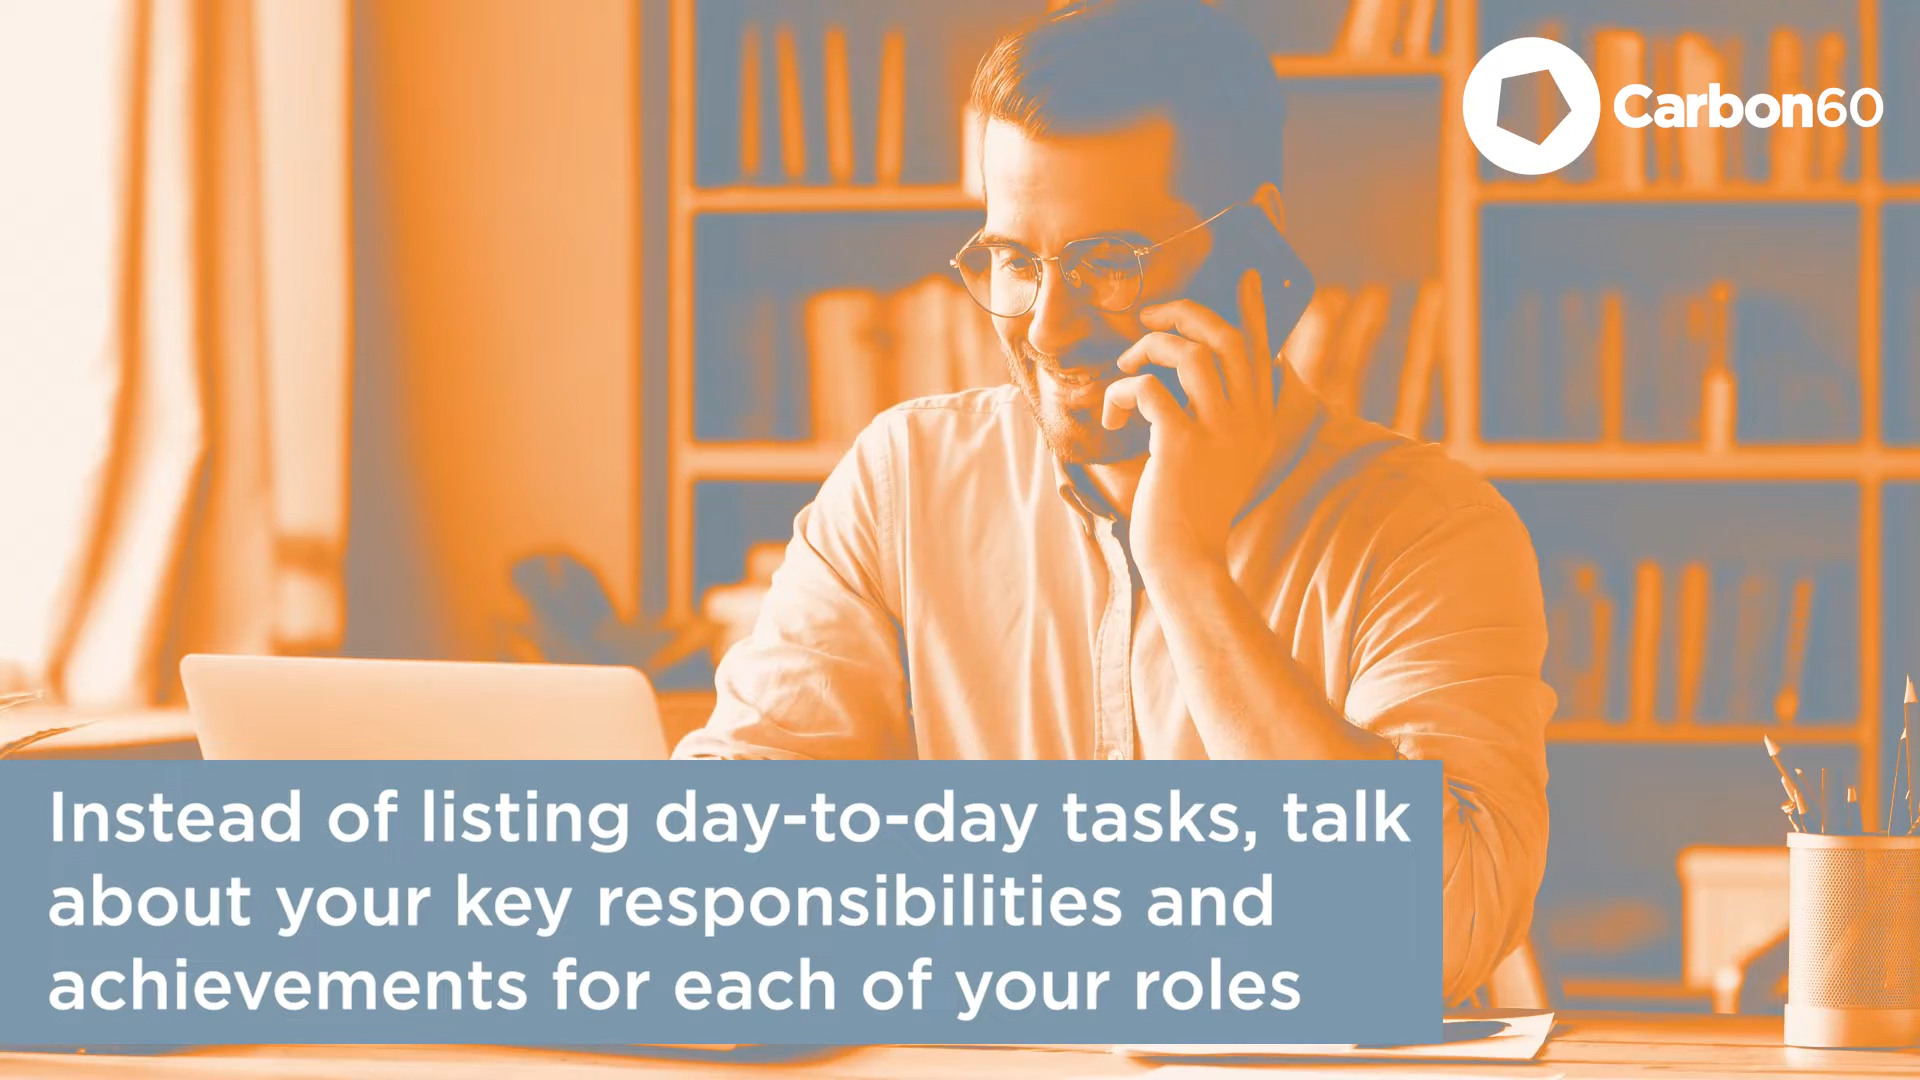 Carbon60
Instead of listing day-to-day tasks, talk
about your key responsibilities and
achievements for each of your roles